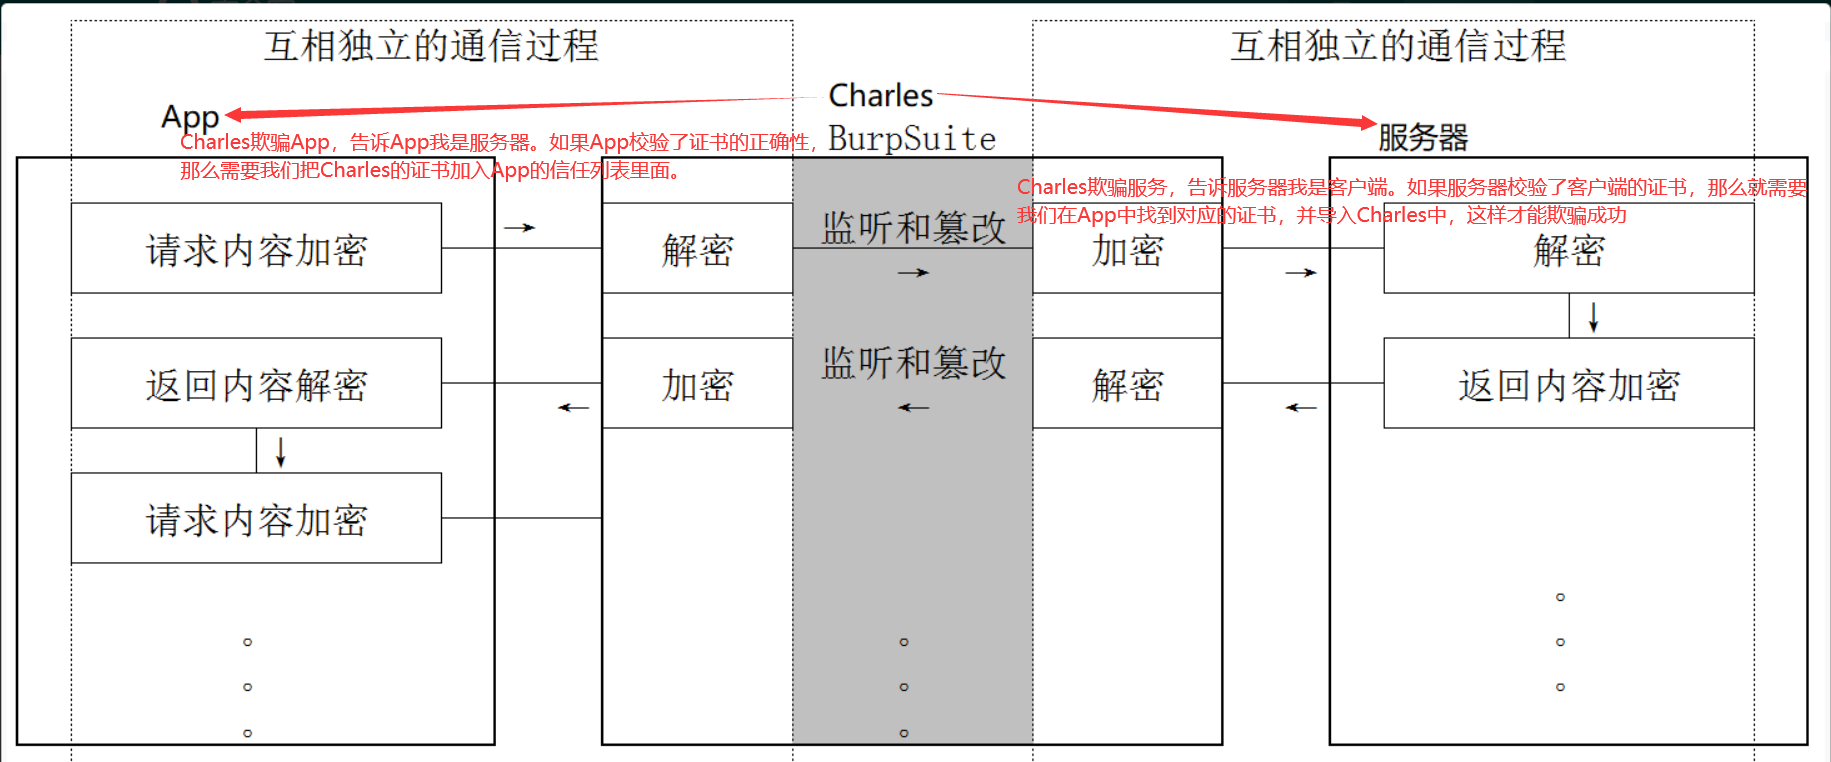 互相独立的通信过程
互相独立的通信过程
Charles
BurpSuite
App
服务器
Charles欺骗App，告诉App我是服务器。如果App校验了证书的正确性，
那么需要我们把Charles的证书加入App的信任列表里面。
Charles欺骗服务，告诉服务器我是客户端。如果服务器校验了客户端的证书，那么就需要
我们在App中找到对应的证书，并导入Charles中，这样才能欺骗成功
请求内容加密
解密
监听和篡改
加密
解密
返回内容解密
加密
监听和篡改
解密
返回内容加密
请求内容加密